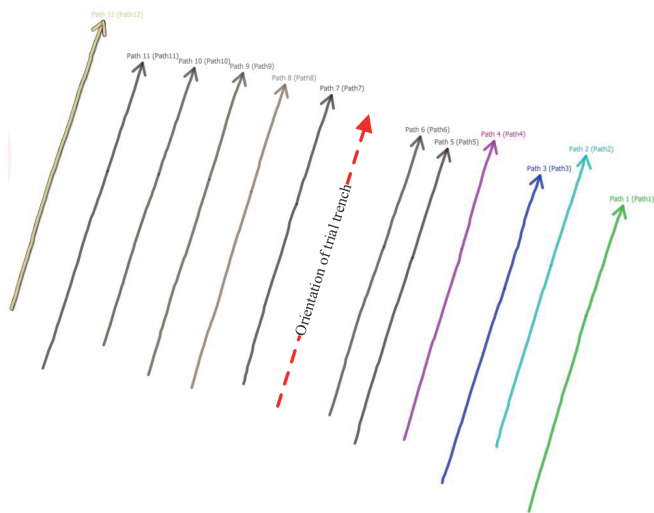 Path 12 (Path12)
Path 11 (Path11)
Path 10 (Path10)
Path 9 (Path9)
Path 8 (Path8)
Path 7 (Path7)
Orientation of trial trench
Path 6 (Path6)
Path 5 (Path5)
Path 4 (Path4)
Path 3 (Path3)
Path 2 (Path2)
Path 1 (Path1)